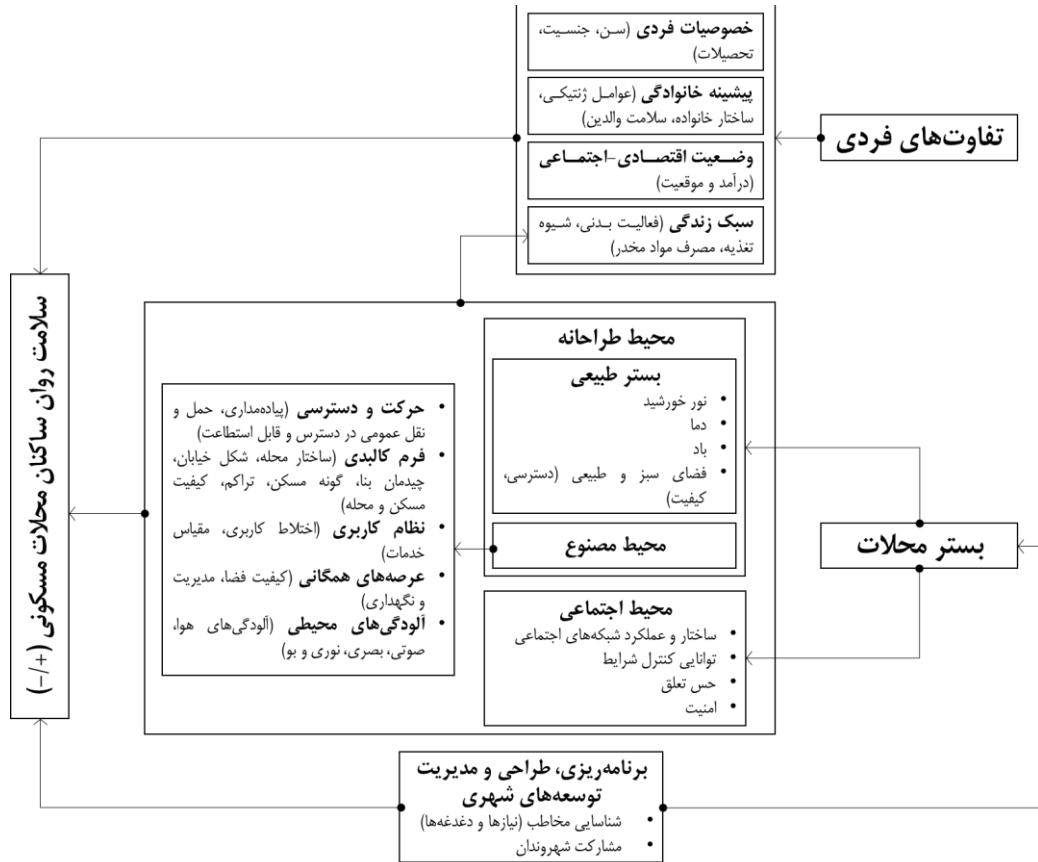 خصوصیات فردی (سن، جنسیت،
تحصیلات)
پیشینه خانوادگی (عوامل ژنتیکی،
ساختار خانواده، سلامت والدین)
وضعیت اقتصادی-اجتماعی
(درآمد و موقعیت)
سبک زندگی (فعالیت بدنی، شیوه
تغذیه، مصرف مواد مخدر)
تفاوت‌های فردی
محیط طراحانه
بستر طبیعی
• نور خورشید
• دما
• باد
• فضای سبز و طبیعی (دسترسی،
کیفیت)
محیط مصنوع
• حرکت و دسترسی (پیاده‌مداری، حمل و
نقل عمومی در دسترس و قابل استطاعت)
• فرم کالبدی (ساختار محله، شکل خیابان،
چیدمان بنا، گونه مسکن، تراکم، کیفیت
مسکن و محله)
• نظام کاربری (اختلاط کاربری، مقیاس
خدمات)
• عرصه‌های همگانی (کیفیت فضا، مدیریت
و نگهداری)
• آلودگی‌های محیطی (آلودگی‌های هوا،
صوتی، بصری، نوری و بو)
محیط اجتماعی
• ساختار و عملکرد شبکه‌های اجتماعی
• توانایی کنترل شرایط
• حس تعلق
• امنیت
بستر محلات
سلامت روان ساکنان محلات مسکونی (+/-)
برنامه‌ریزی، طراحی و مدیریت
توسعه‌های شهری
• شناسایی مخاطب (نیازها و دغدغه‌ها)
• مشارکت شهروندان